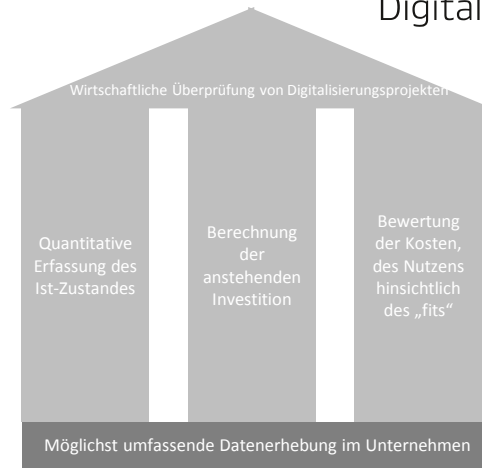 Digital
Wirtschaftliche Überprüfung von Digitalisierungsprojekten
Quantitative
Erfassung des
Ist-Zustandes
Berechnung
der
anstehenden
Investition
Bewertung
der Kosten,
des Nutzens
hinsichtlich
des „fits“
Möglichst umfassende Datenerhebung im Unternehmen